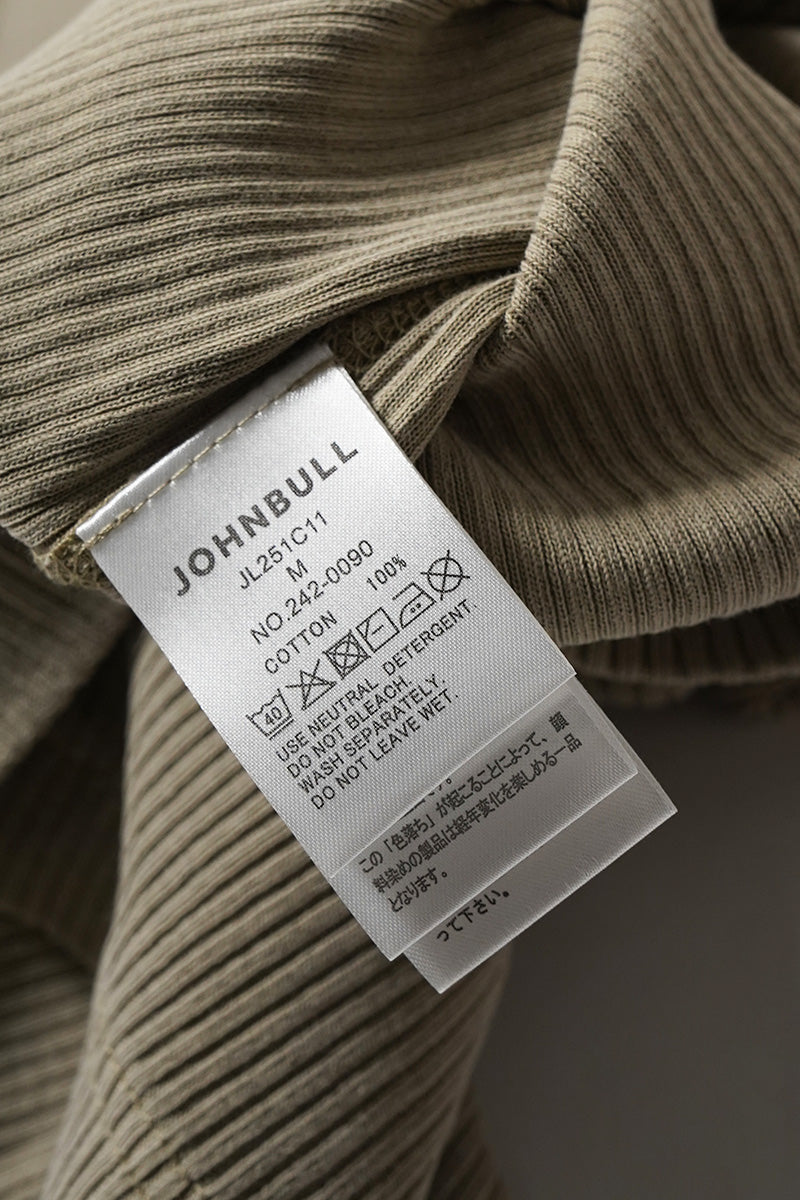 JOHNBULL
JL251C11
M
NO.242-0090
COTTON 100%
40
USE NEUTRAL DETERGENT.
DO NOT BLEACH.
WASH SEPARATELY.
DO NOT LEAVE WET.
この「色落ち」が起こることによって、顔
料染めの製品は経年変化を楽しめる一品
となります。
って下さい。